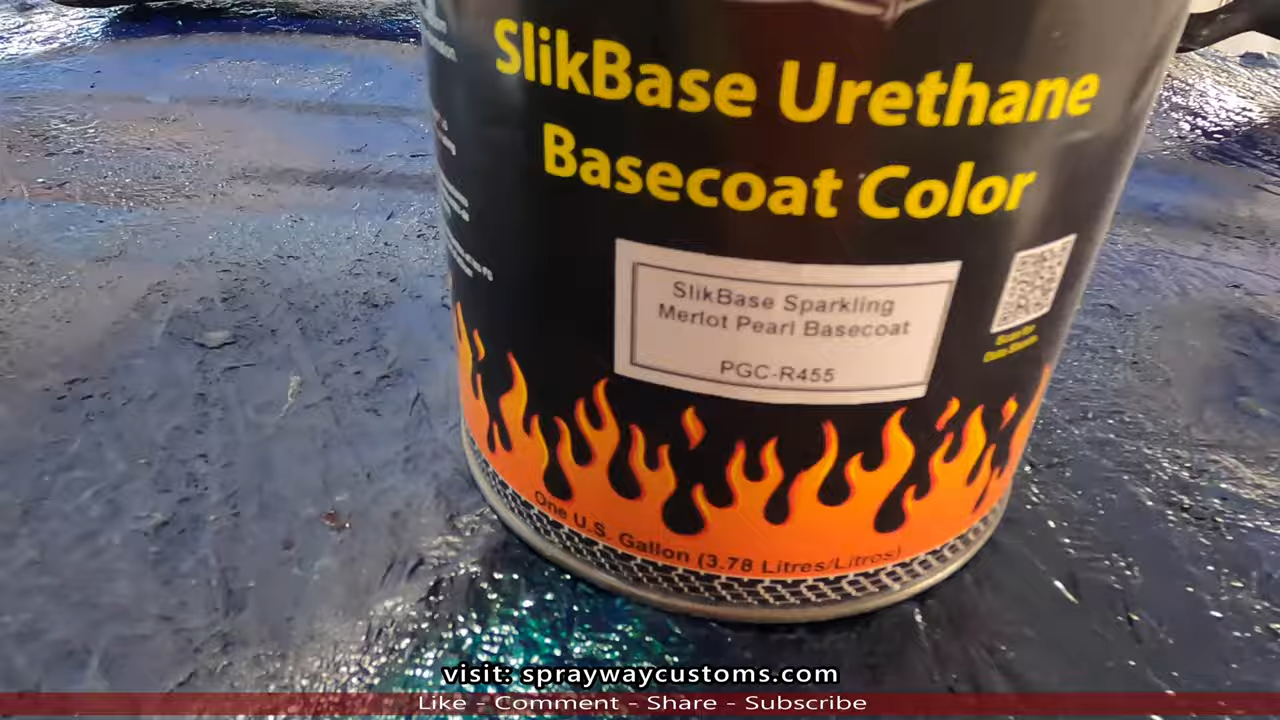 SlikBase Urethane
Basecoat Color
SlikBase Sparkling
Merlot Pearl Basecoat
PGC-R455
One U.S. Gallon (3.78 Litres/Litros)
visit: spraywaycustoms.com
Like - Comment - Share - Subscribe